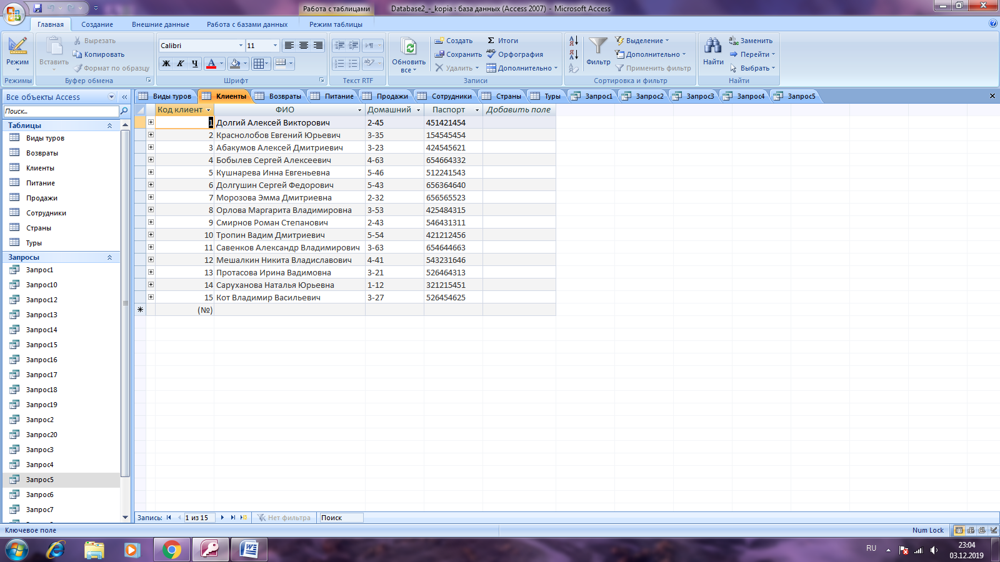 Работа с таблицами
Database2_-_kopia : база данных (Access 2007) - Microsoft Access
Главная Создание Внешние данные Работа с базами данных Режим таблицы
Режим
Режимы
Вставить
Вырезать
Копировать
Формат по образцу
Буфер обмена
Calibri 11
Ж К Ч А
Шрифт
Текст RTF
Обновить
все
Создать
Сохранить
Удалить
Итоги
Орфография
Дополнительно
Записи
Фильтр
Выделение
Дополнительно
Применить фильтр
Сортировка и фильтр
Найти
Заменить
Перейти
Выбрать
Найти
Все объекты Access
Поиск...
Таблицы
Виды туров
Возвраты
Клиенты
Питание
Продажи
Сотрудники
Страны
Туры
Запросы
Запрос1
Запрос10
Запрос12
Запрос13
Запрос14
Запрос15
Запрос16
Запрос17
Запрос18
Запрос19
Запрос2
Запрос20
Запрос3
Запрос4
Запрос5
Запрос6
Запрос7
Виды туров Клиенты Возвраты Питание Продажи Сотрудники Страны Туры Запрос1 Запрос2 Запрос3 Запрос4 Запрос5
Код клиент ФИО Домашний Паспорт Добавить поле
1 Долгий Алексей Викторович 2-45 451421454
2 Краснолобов Евгений Юрьевич 3-35 154545454
3 Абакумов Алексей Дмитриевич 3-23 424545621
4 Бобылев Сергей Алексеевич 4-63 654664332
5 Кушнарева Инна Евгеньевна 5-46 512241543
6 Долгушин Сергей Федорович 5-43 656364640
7 Морозова Эмма Дмитриевна 2-32 656565523
8 Орлова Маргарита Владимировна 3-53 425484315
9 Смирнов Роман Степанович 2-43 546431311
10 Тропин Вадим Дмитриевич 5-54 421212456
11 Савенков Александр Владимирович 3-63 654644663
12 Мешалкин Никита Владиславович 4-41 543231646
13 Протасова Ирина Вадимовна 3-21 526464313
14 Саруханова Наталья Юрьевна 1-12 321215451
15 Кот Владимир Васильевич 3-27 526454625
(№)
Запись: 1 из 15 Нет фильтра Поиск
Ключевое поле
Num Lock
RU
23:04
03.12.2019